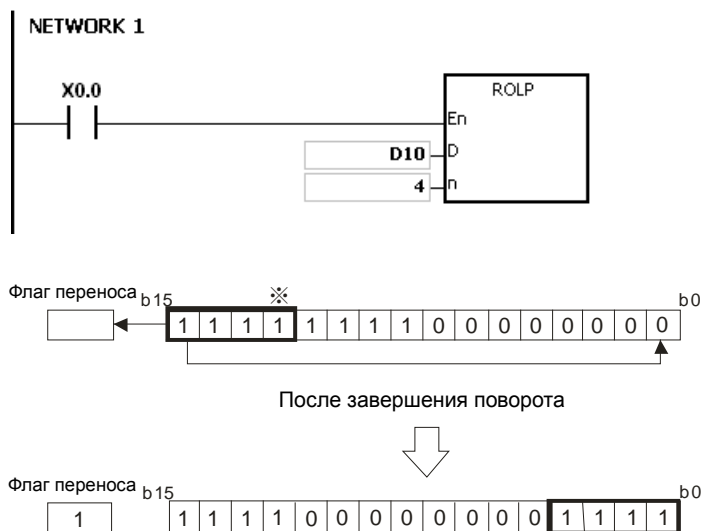 NETWORK 1
X0.0
ROLP
En
D10 D
4 n
Флаг переноса b15 ※ b0
1 1 1 1 1 1 1 1 0 0 0 0 0 0 0 0
После завершения поворота
Флаг переноса b15 b0
1 1 1 1 1 0 0 0 0 0 0 0 0 1 1 1 1